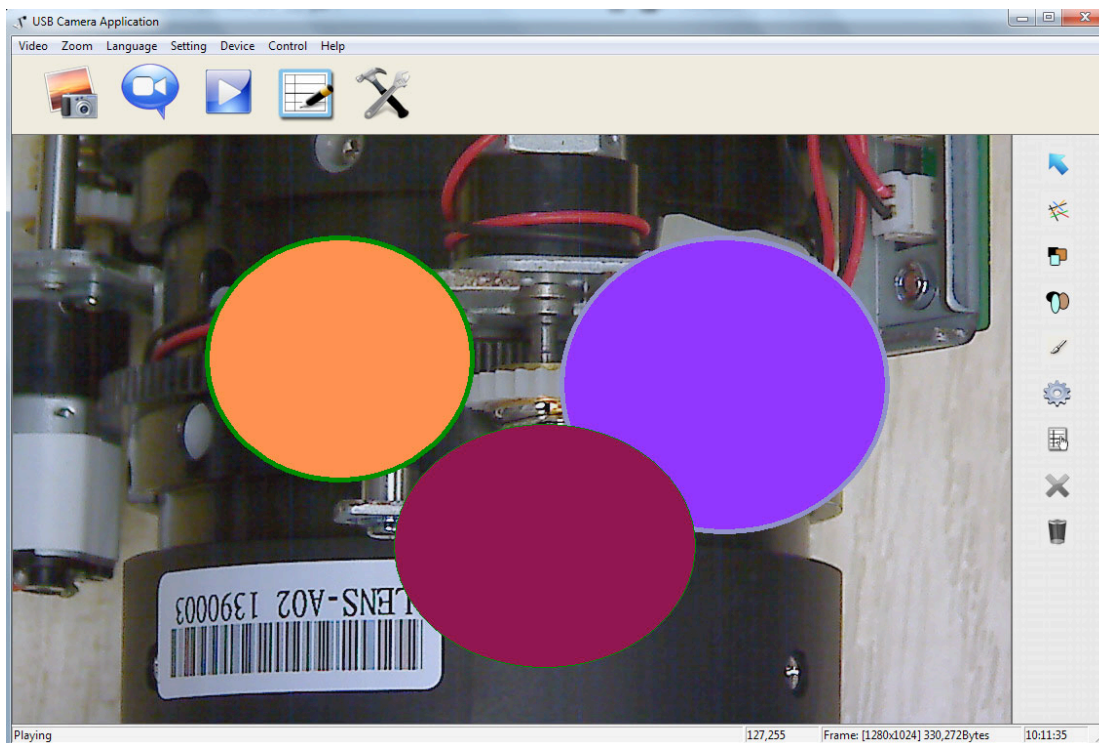 USB Camera Application
Video Zoom Language Setting Device Control Help
LENS-A02 1390003
Playing 127,255 Frame: [1280x1024] 330,272Bytes 10:11:35